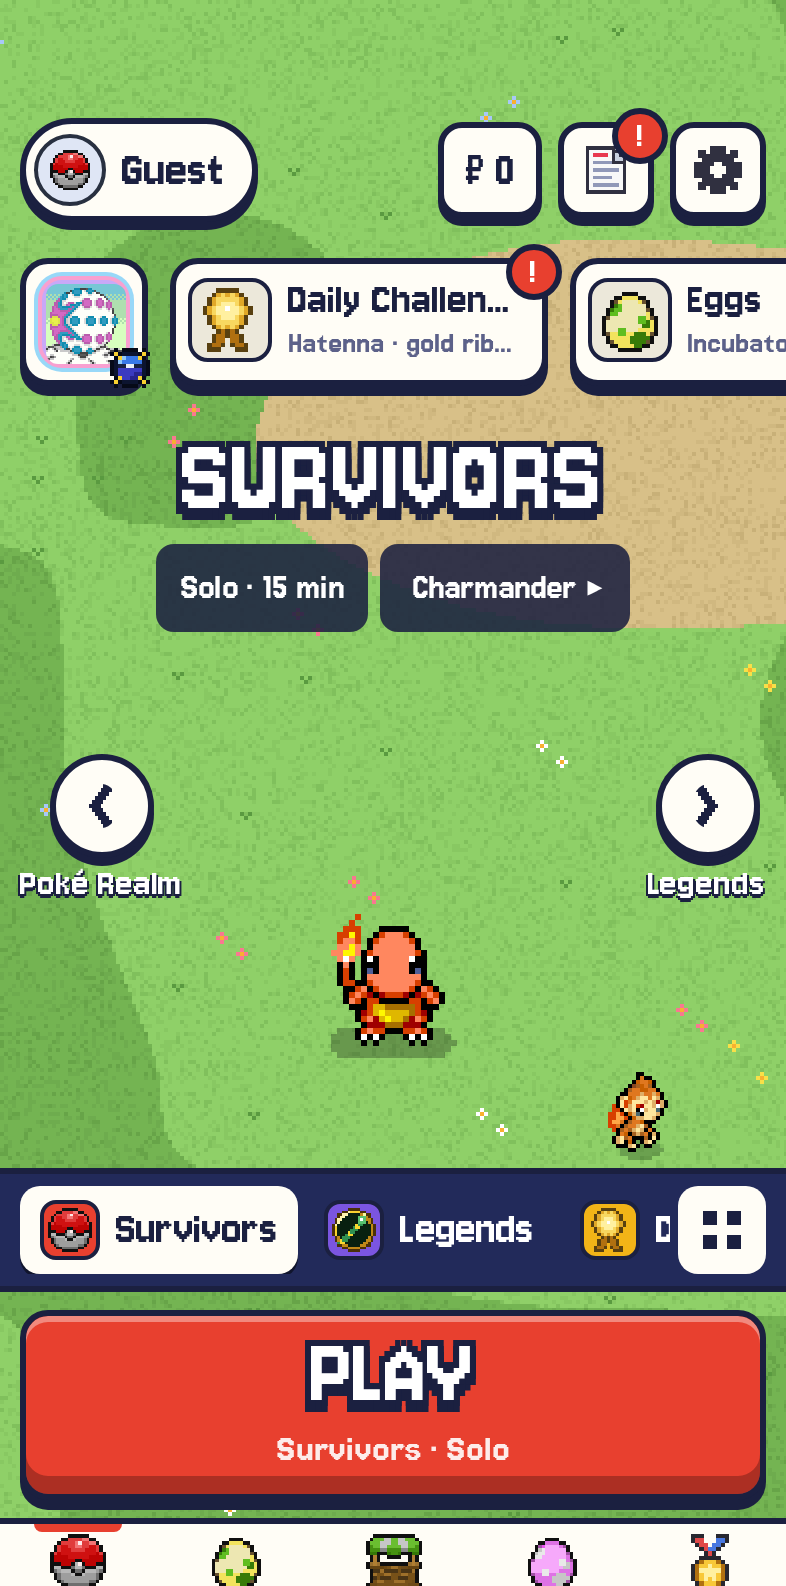 Guest
₽ 0
!
Daily Challen...
Hatenna · gold rib...
!
Eggs
Incubato
SURVIVORS
Solo · 15 min
Charmander ▸
Poké Realm
Legends
Survivors
Legends
PLAY
Survivors · Solo